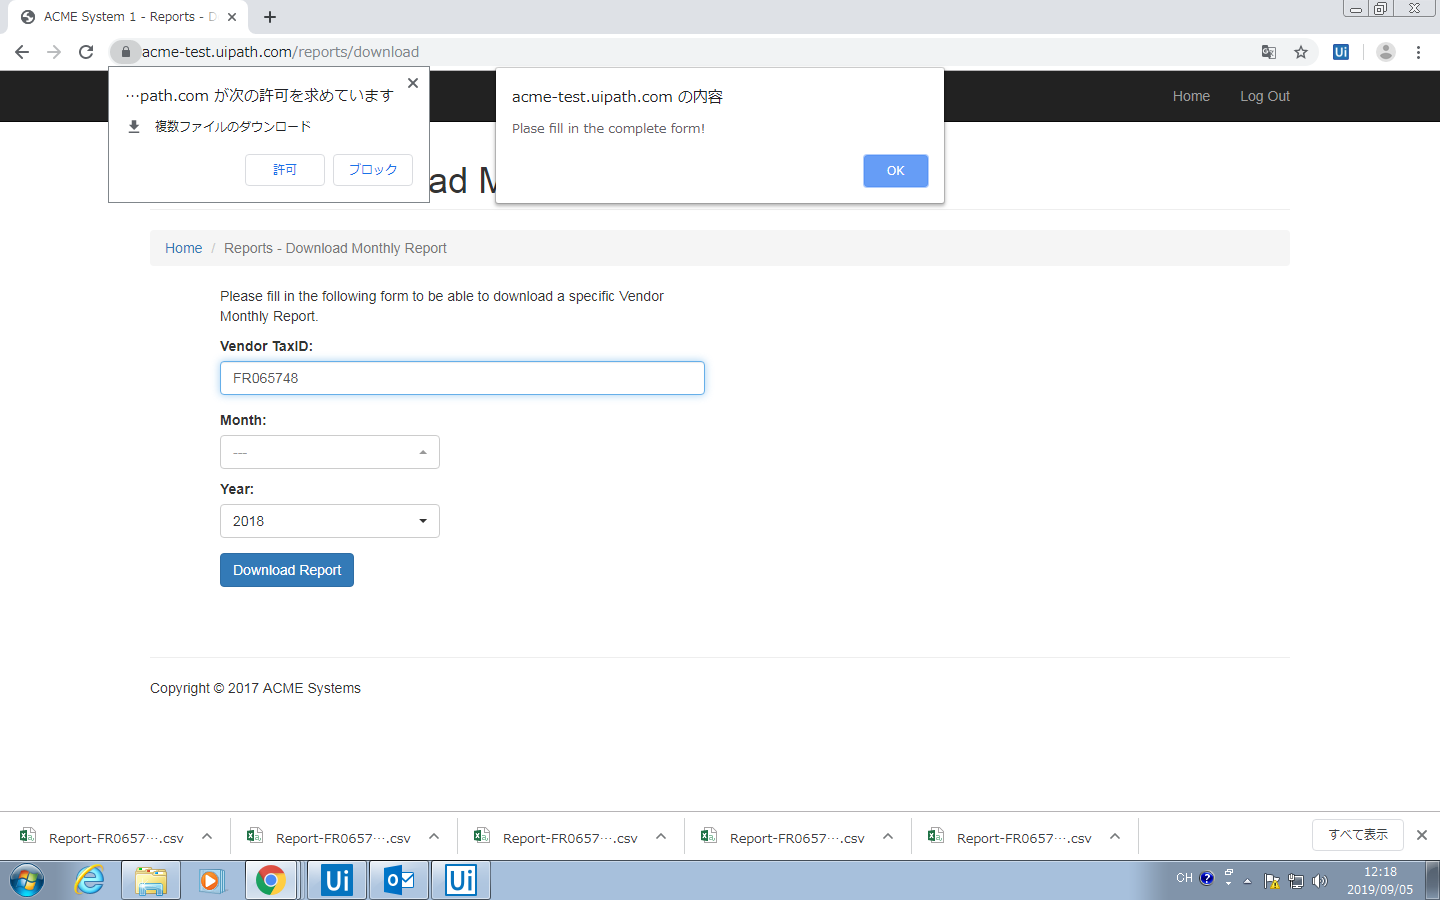 ACME System 1 - Reports - D
acme-test.uipath.com/reports/download
Ui
…path.com が次の許可を求めています
複数ファイルのダウンロード
許可
ブロック
acme-test.uipath.com の内容
Plase fill in the complete form!
OK
Home
Log Out
ad M
Home / Reports - Download Monthly Report
Please fill in the following form to be able to download a specific Vendor
Monthly Report.
Vendor TaxID:
FR065748
Month:
---
Year:
2018
Download Report
Copyright © 2017 ACME Systems
Report-FR0657….csv
Report-FR0657….csv
Report-FR0657….csv
Report-FR0657….csv
Report-FR0657….csv
すべて表示
Ui
Ui
CH
12:18
2019/09/05